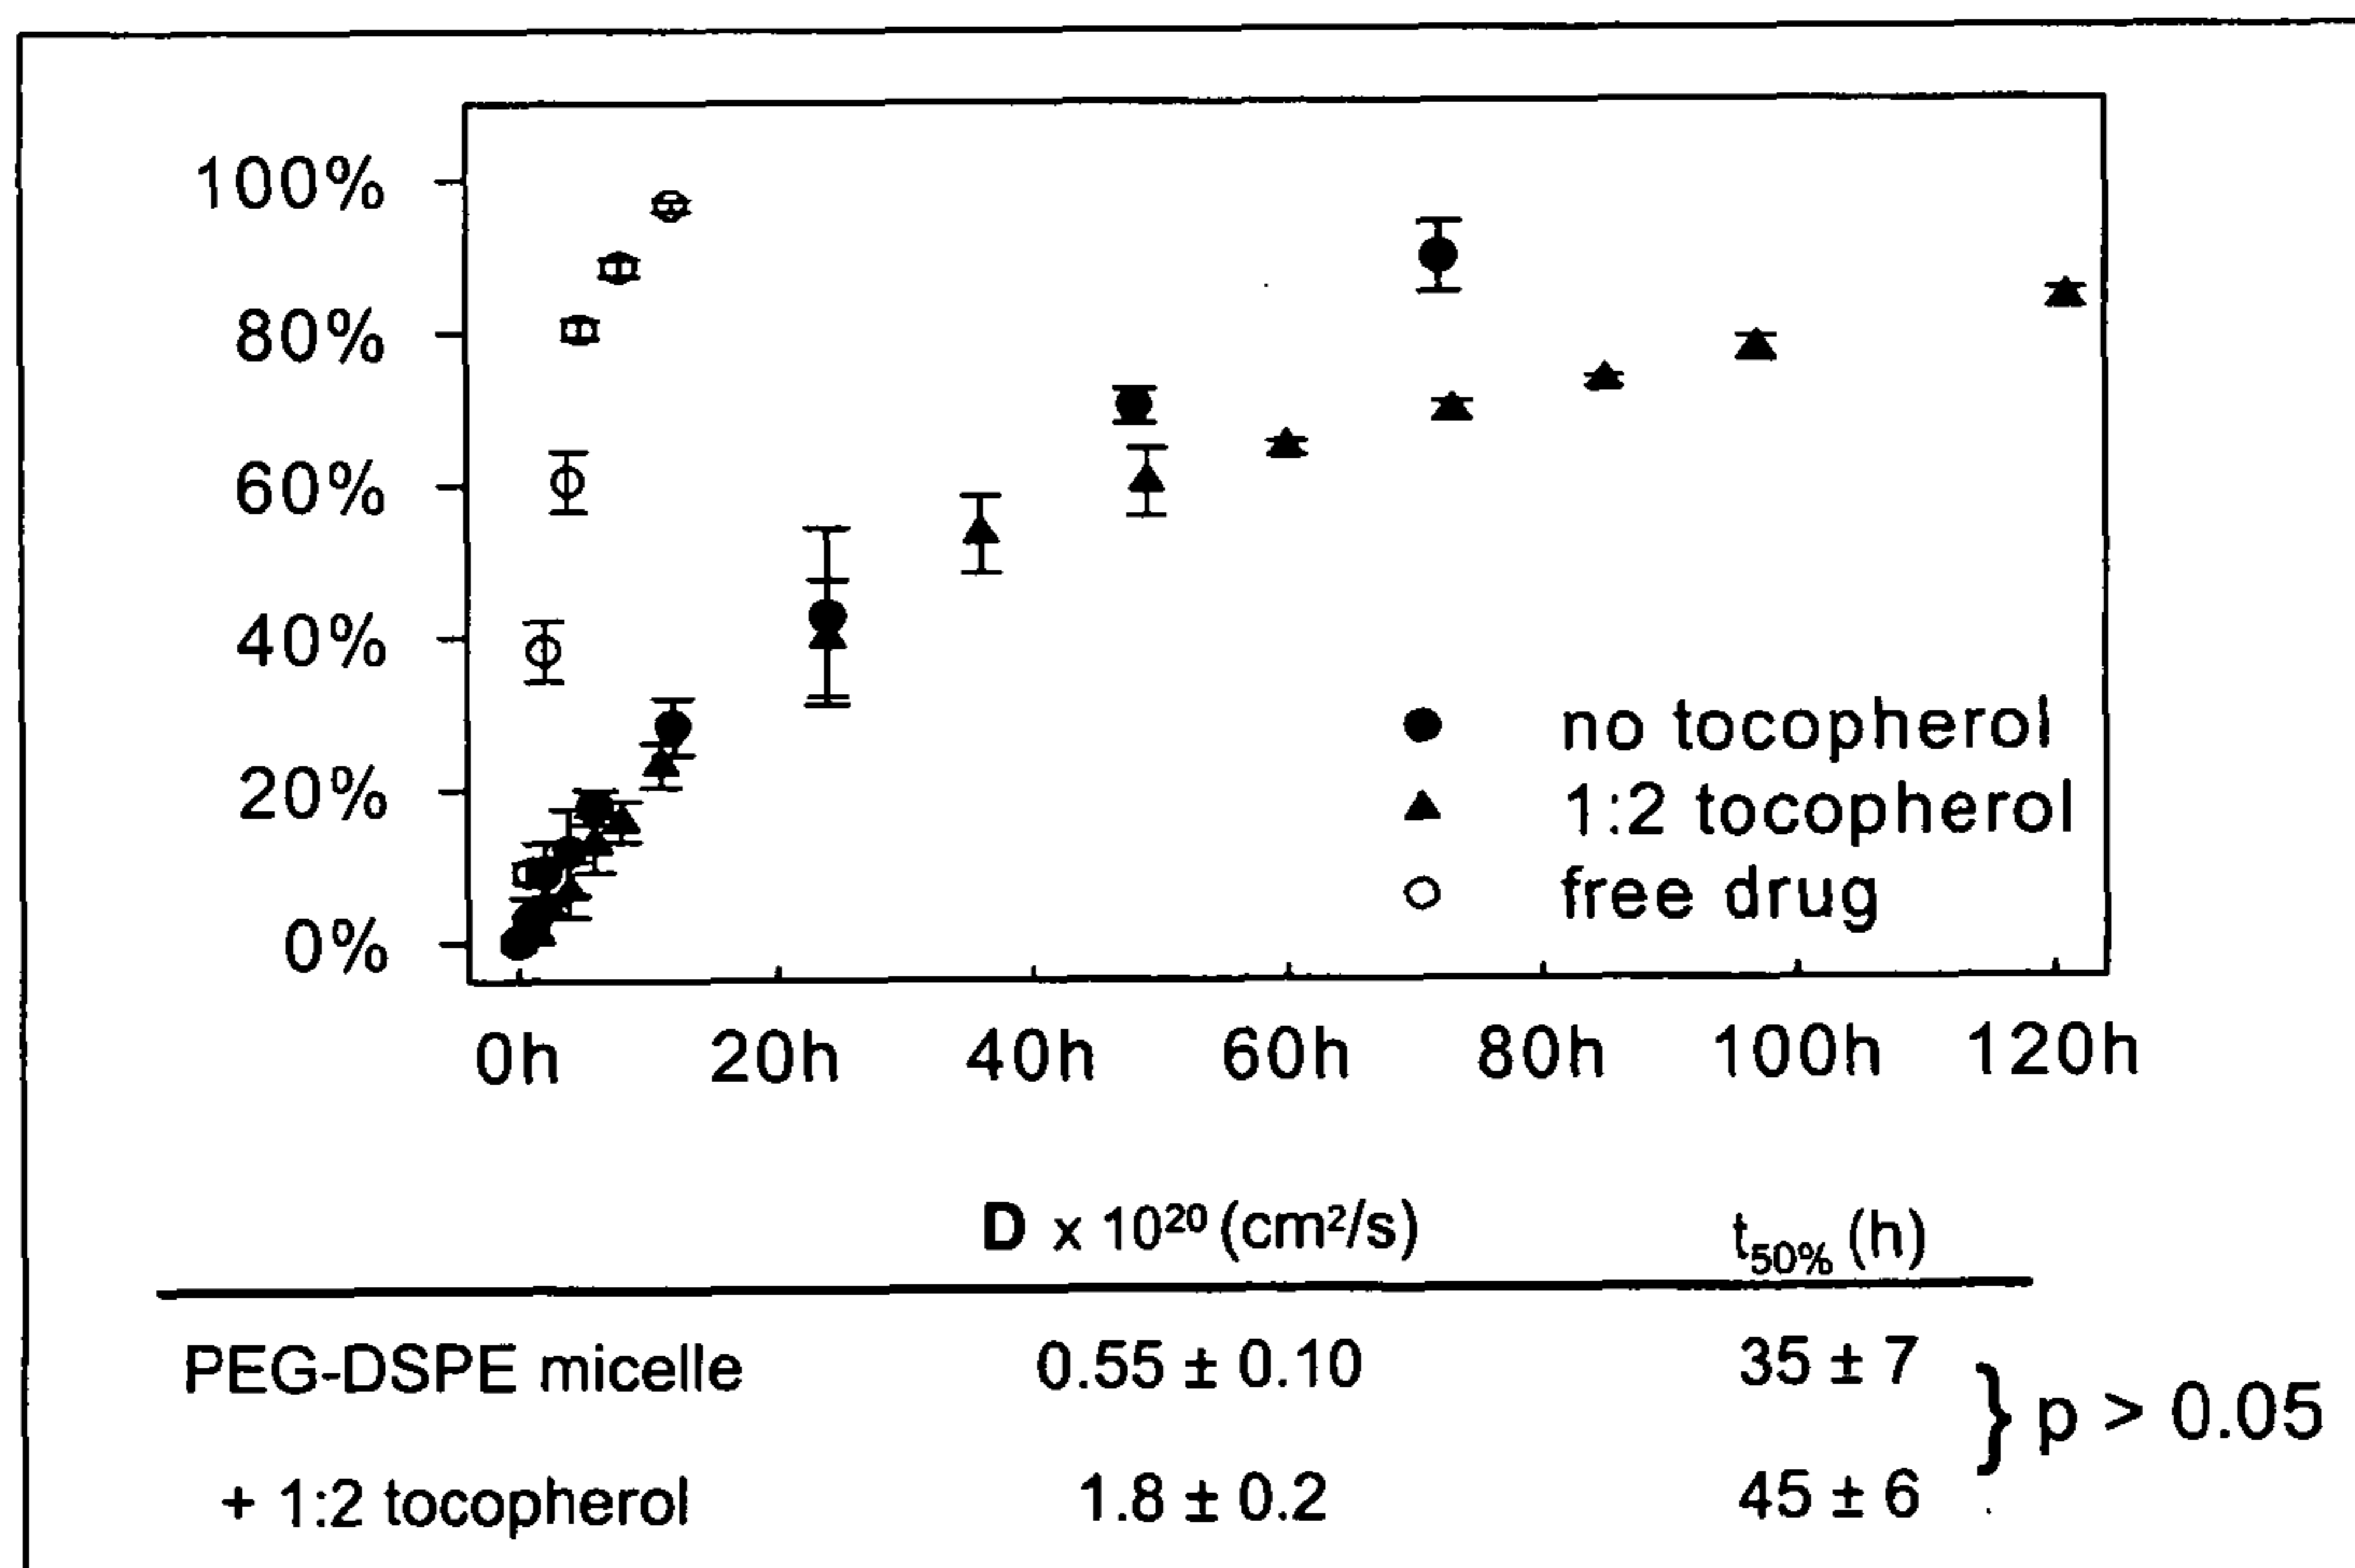 100%
80%
60%
40%
20%
0%
● no tocopherol
▲ 1:2 tocopherol
○ free drug
0h 20h 40h 60h 80h 100h 120h
D x 10²⁰ (cm²/s) t₅₀% (h)
PEG-DSPE micelle 0.55 ± 0.10 35 ± 7
} p > 0.05
+ 1:2 tocopherol 1.8 ± 0.2 45 ± 6